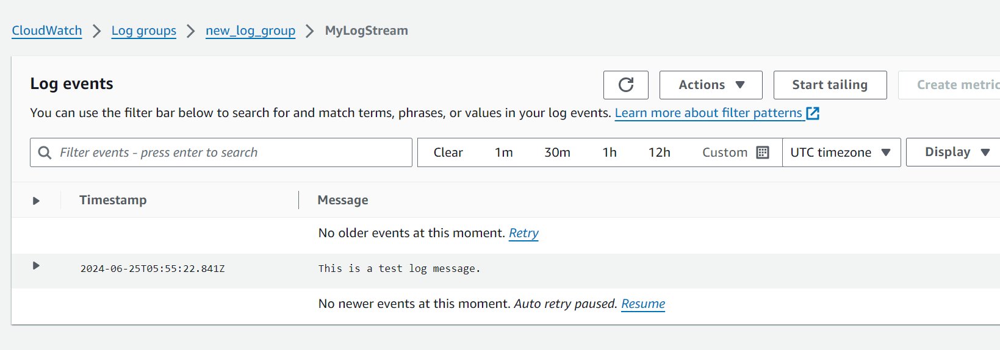 CloudWatch > Log groups > new_log_group > MyLogStream
Log events
Actions
Start tailing
Create metric
You can use the filter bar below to search for and match terms, phrases, or values in your log events. Learn more about filter patterns
Filter events - press enter to search
Clear 1m 30m 1h 12h Custom UTC timezone Display
Timestamp Message
No older events at this moment. Retry
2024-06-25T05:55:22.841Z This is a test log message.
No newer events at this moment. Auto retry paused. Resume